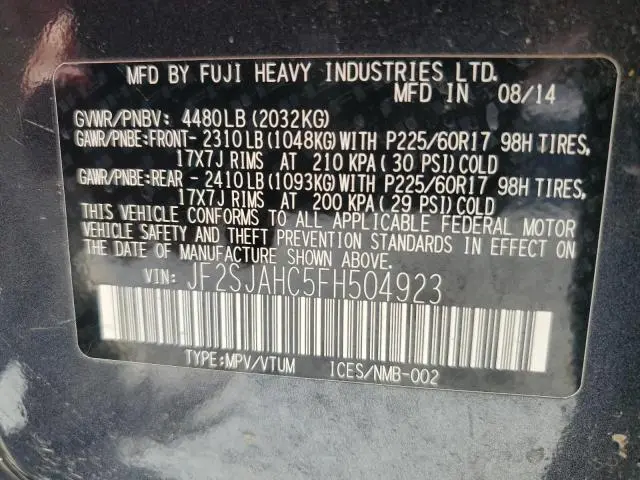 MFD BY FUJI HEAVY INDUSTRIES LTD.
MFD IN 08/14
GVWR/PNBV: 4480LB (2032KG)
GAWR/PNBE:FRONT- 2310LB (1048KG)WITH P225/60R17 98H TIRES,
17X7J RIMS AT 210 KPA ( 30 PSI)COLD
GAWR/PNBE:REAR - 2410LB (1093KG)WITH P225/60R17 98H TIRES,
17X7J RIMS AT 200 KPA ( 29 PSI)COLD
THIS VEHICLE CONFORMS TO ALL APPLICABLE FEDERAL MOTOR
VEHICLE SAFETY AND THEFT PREVENTION STANDARDS IN EFFECT ON
THE DATE OF MANUFACTURE SHOWN ABOVE.
VIN: JF2SJAHC5FH504923
TYPE:MPV/VTUM ICES/NMB-002